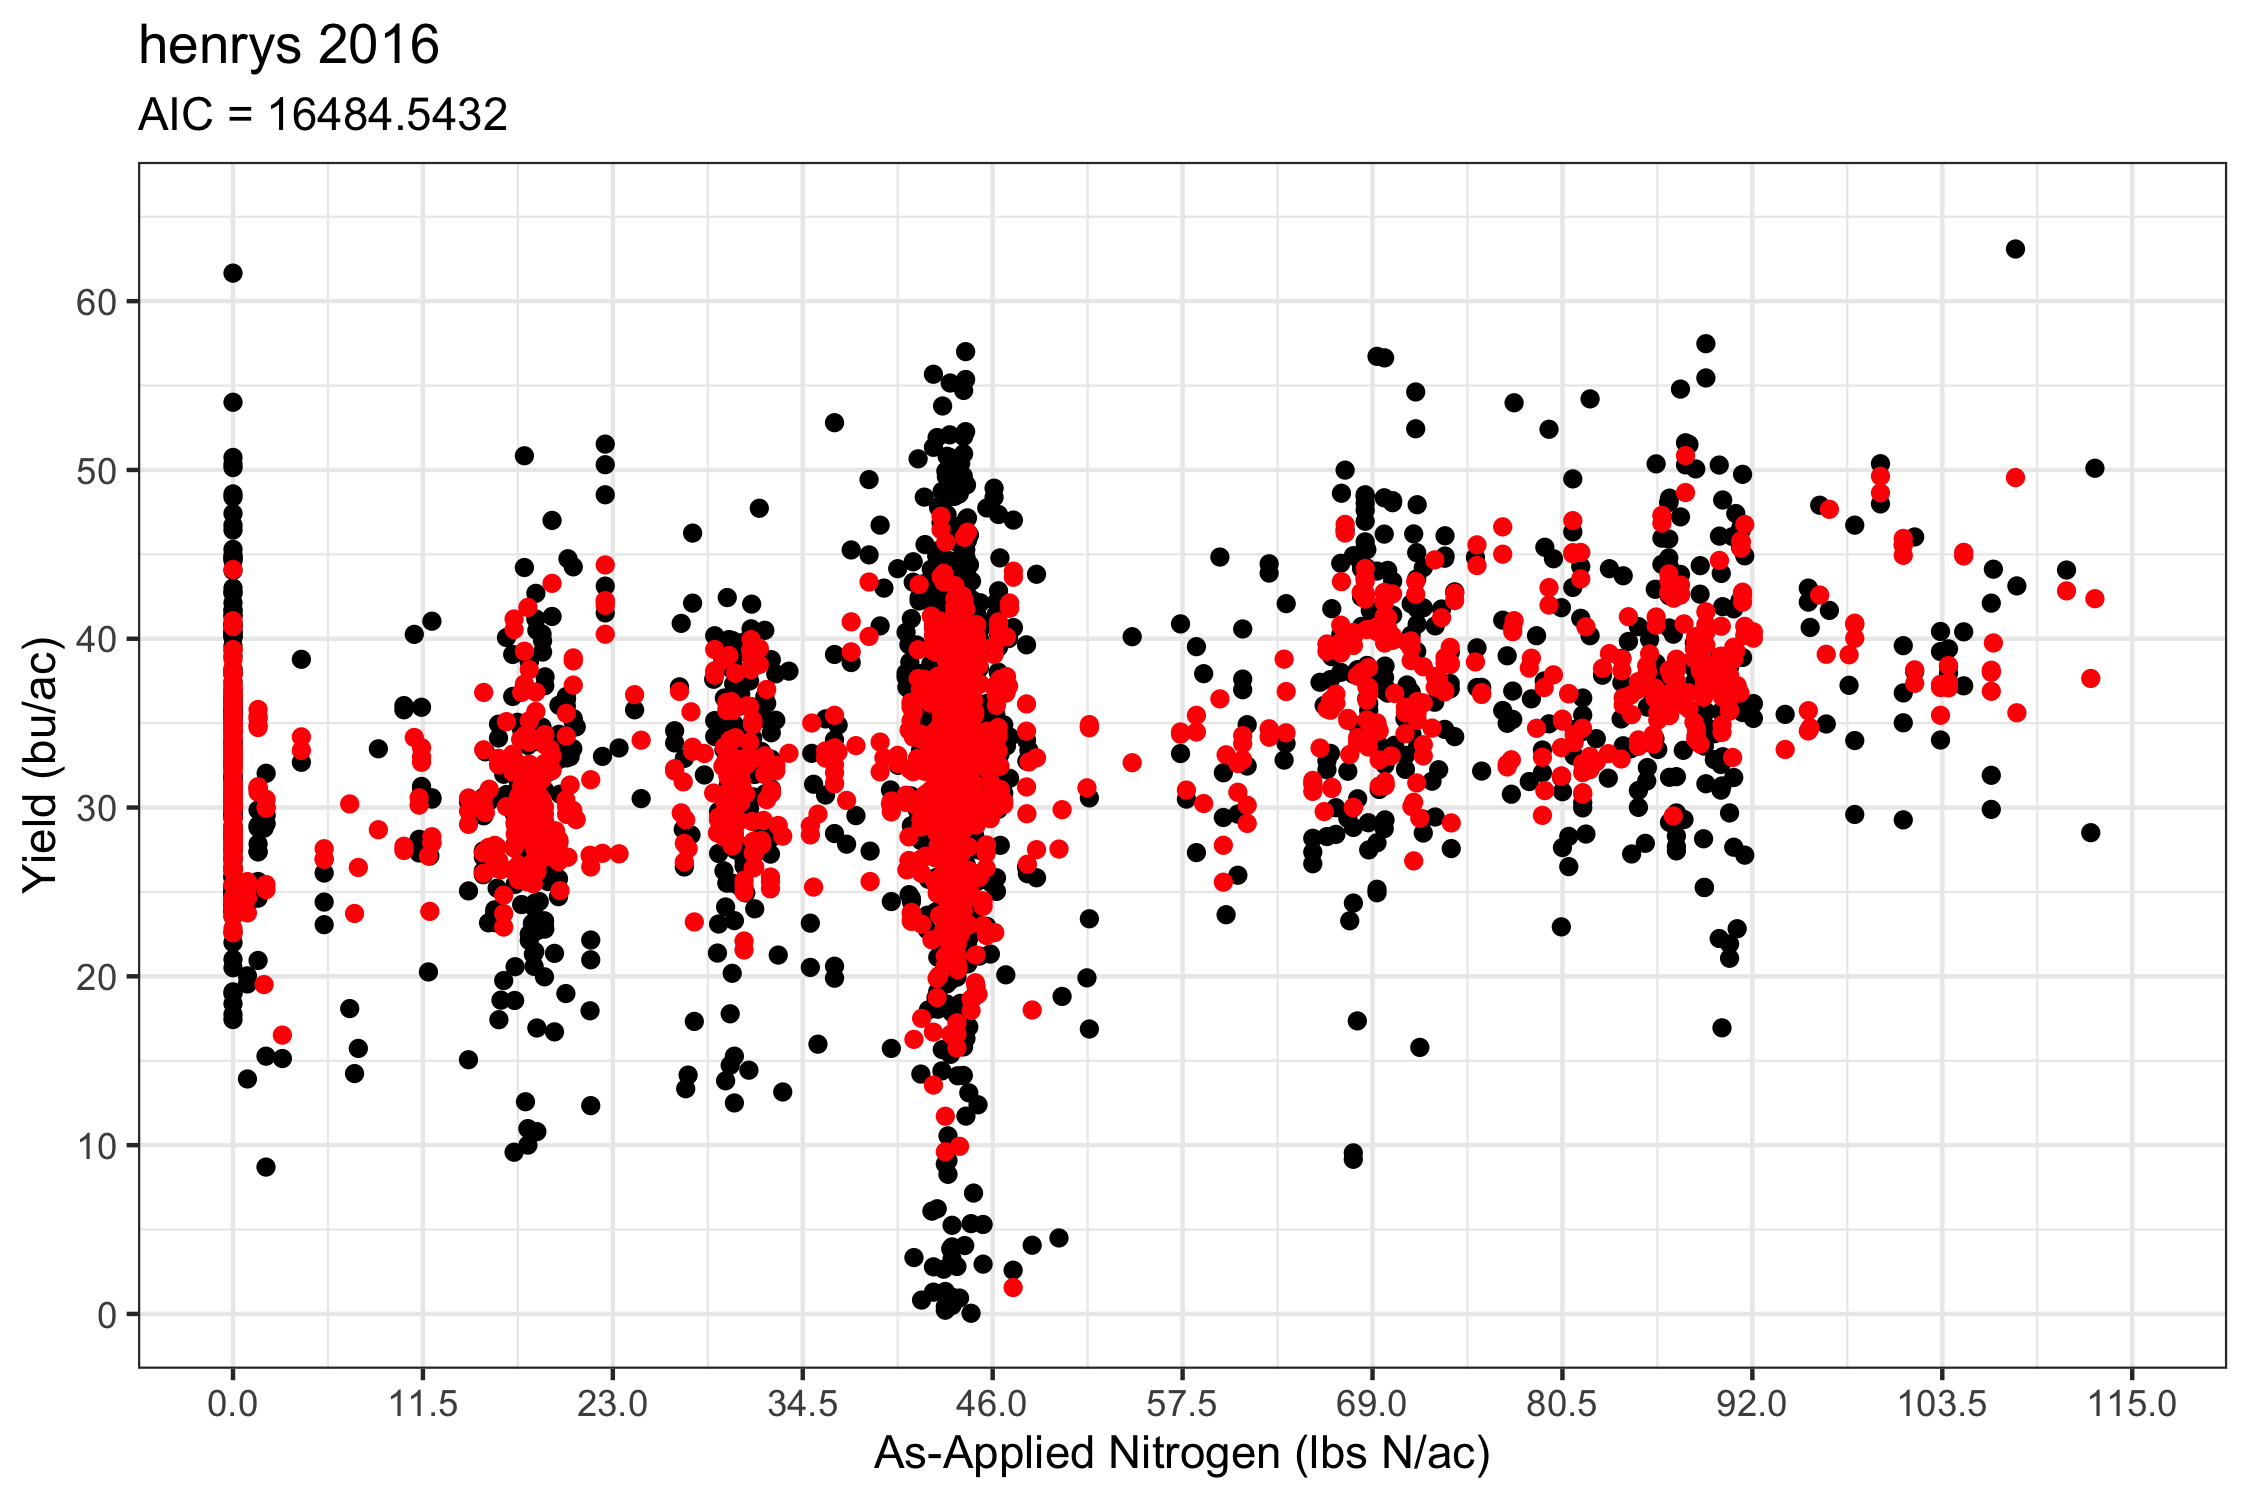 henrys 2016
AIC = 16484.5432
60
50
40
30
20
10
0
Yield (bu/ac)
0.0 11.5 23.0 34.5 46.0 57.5 69.0 80.5 92.0 103.5 115.0
As-Applied Nitrogen (lbs N/ac)